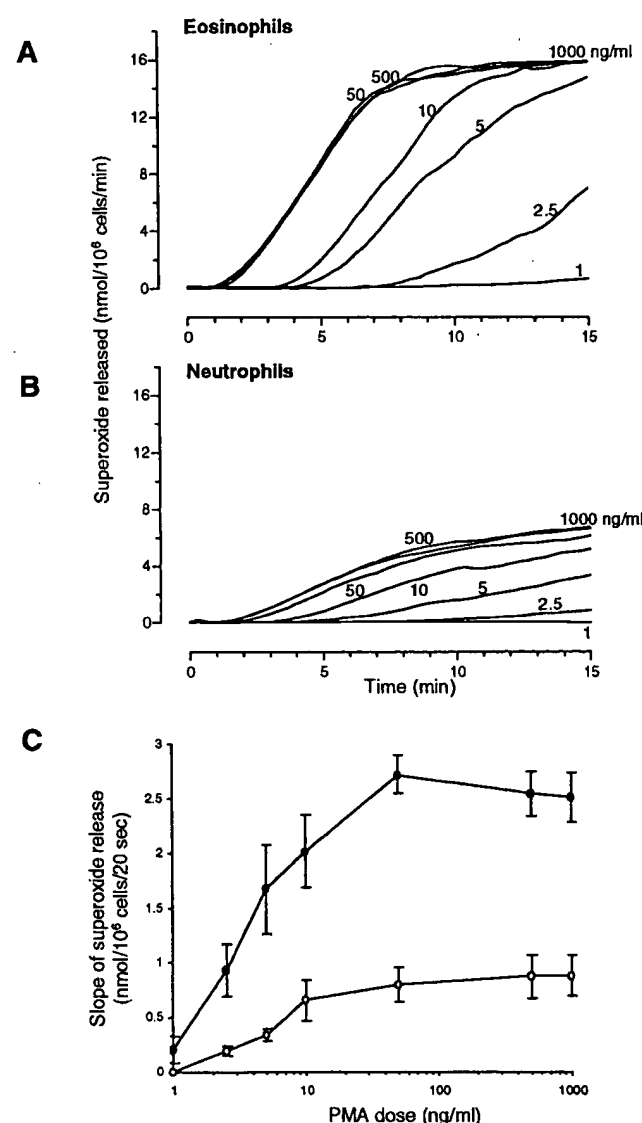 A
Eosinophils
Superoxide released (nmol/10⁶ cells/min)
16
12
8
4
0
50
500
1000 ng/ml
10
5
2.5
1
0 5 10 15
B
Neutrophils
16
12
8
4
0
500
1000 ng/ml
50
10
5
2.5
1
0 5 10 15
Time (min)
C
Slope of superoxide release
(nmol/10⁶ cells/20 sec)
3
2.5
2
1.5
1
0.5
0
1 10 100 1000
PMA dose (ng/ml)